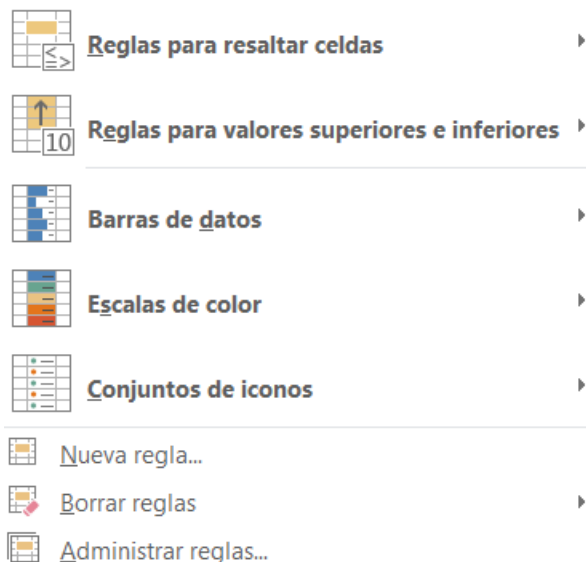 Reglas para resaltar celdas
10
Reglas para valores superiores e inferiores
Barras de datos
Escalas de color
Conjuntos de iconos
Nueva regla...
Borrar reglas
Administrar reglas...